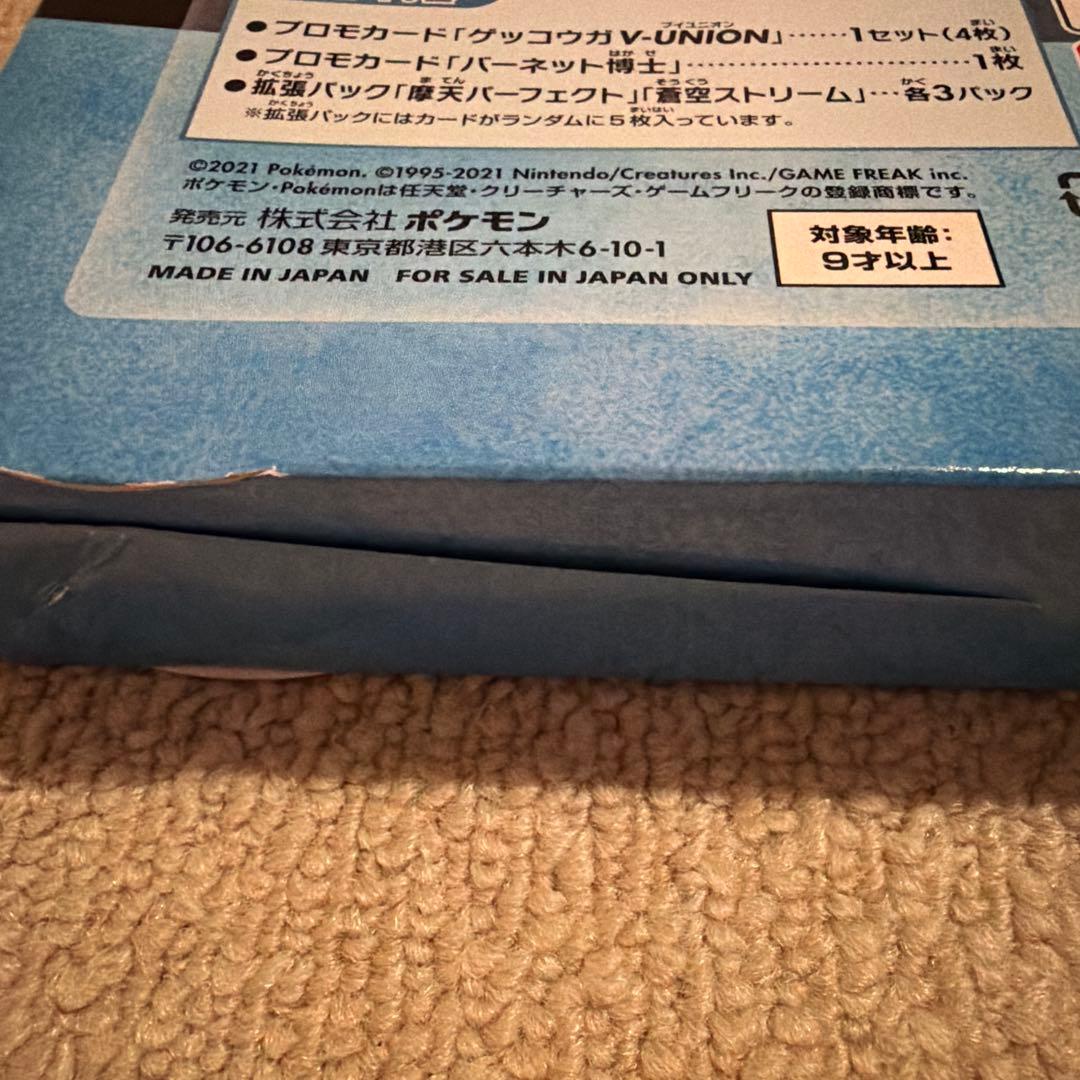 ●プロモカード「ゲッコウガV-UNION」……1セット(4枚)
●プロモカード「バーネット博士」…………………………1枚
●拡張パック「摩天パーフェクト」「蒼空ストリーム」…各3パック
※拡張パックにはカードがランダムに5枚入っています。
©2021 Pokémon. ©1995-2021 Nintendo/Creatures Inc./GAME FREAK inc.
ポケモン・Pokémonは任天堂・クリーチャーズ・ゲームフリークの登録商標です。
発売元 株式会社 ポケモン
〒106-6108 東京都港区六本木6-10-1
MADE IN JAPAN FOR SALE IN JAPAN ONLY
対象年齢:
9才以上